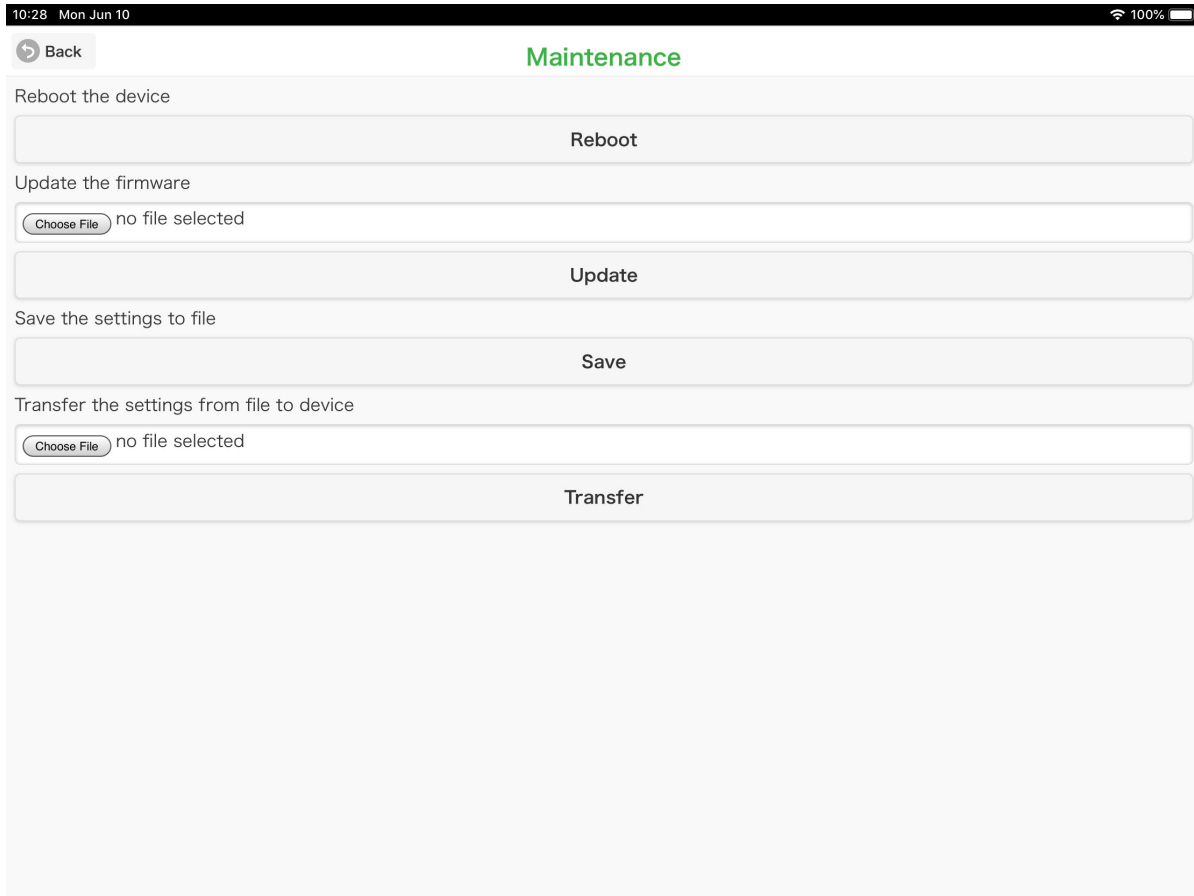 10:28 Mon Jun 10 100%
Back
Maintenance
Reboot the device
Reboot
Update the firmware
Choose File no file selected
Update
Save the settings to file
Save
Transfer the settings from file to device
Choose File no file selected
Transfer